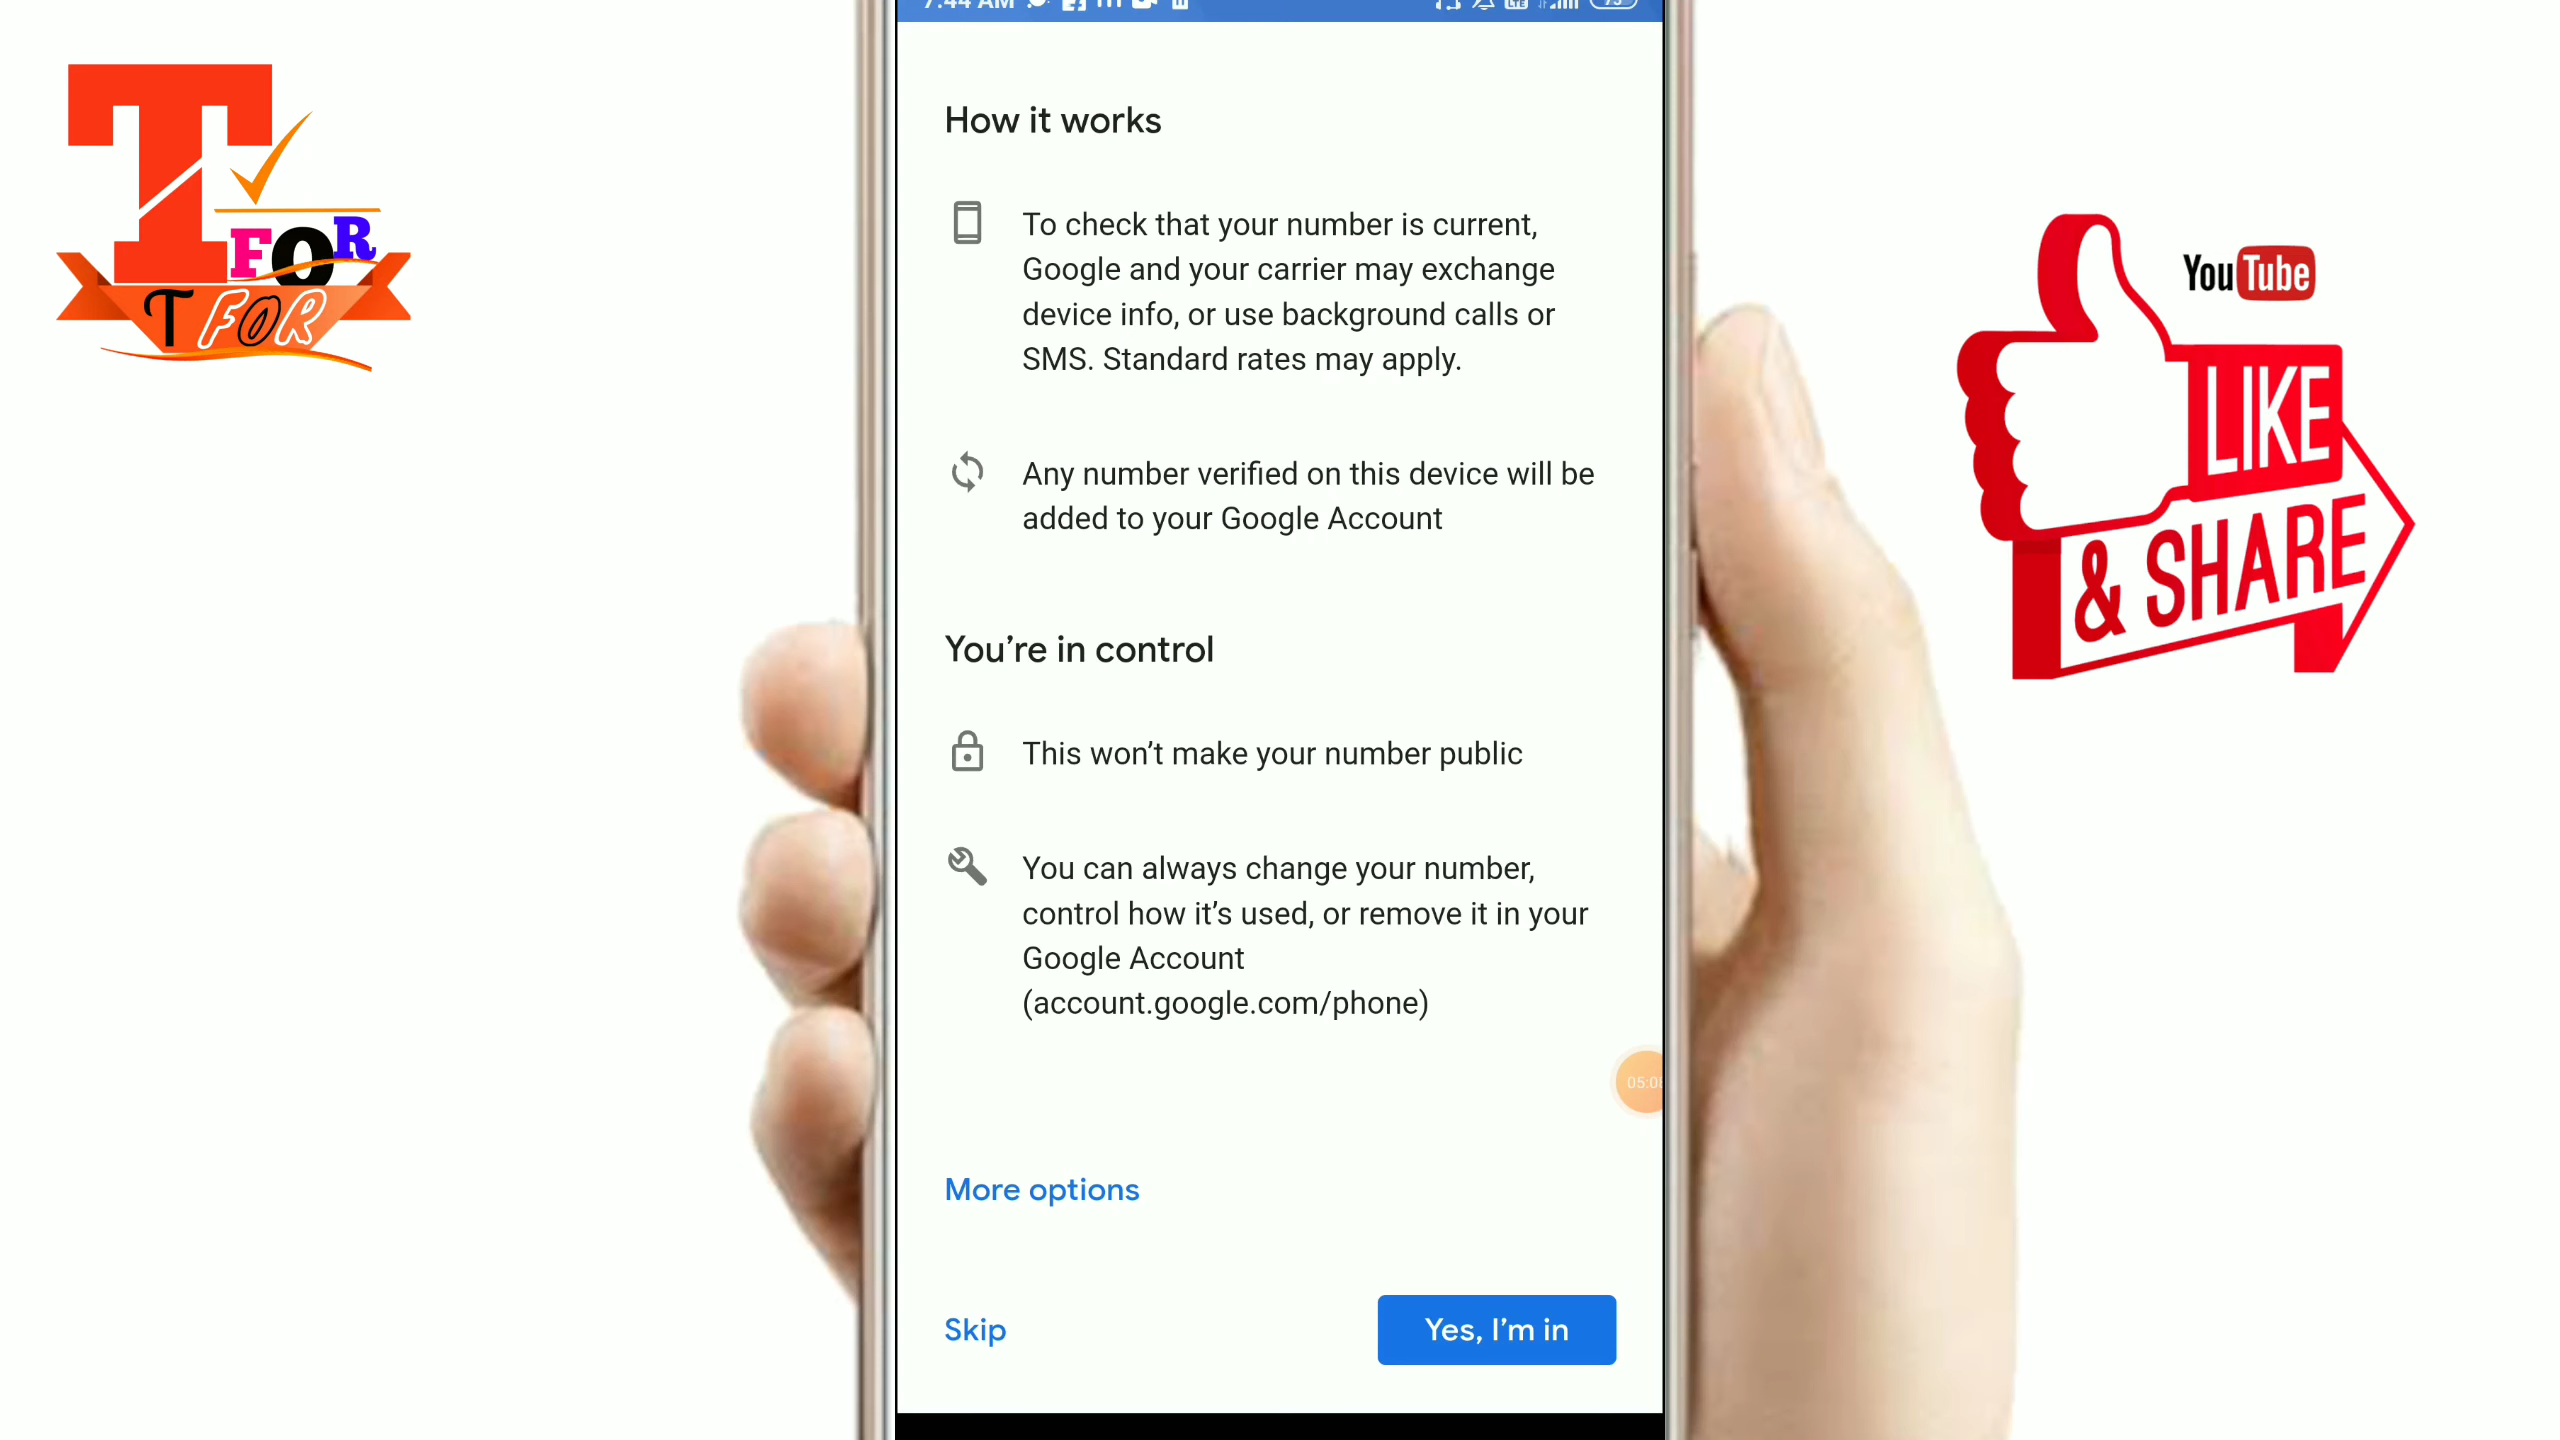 7:44 AM
How it works
To check that your number is current,
Google and your carrier may exchange
device info, or use background calls or
SMS. Standard rates may apply.
Any number verified on this device will be
added to your Google Account
You’re in control
This won’t make your number public
You can always change your number,
control how it’s used, or remove it in your
Google Account
(account.google.com/phone)
More options
Skip
Yes, I’m in
T FOR
T FOR
YouTube
LIKE
& SHARE